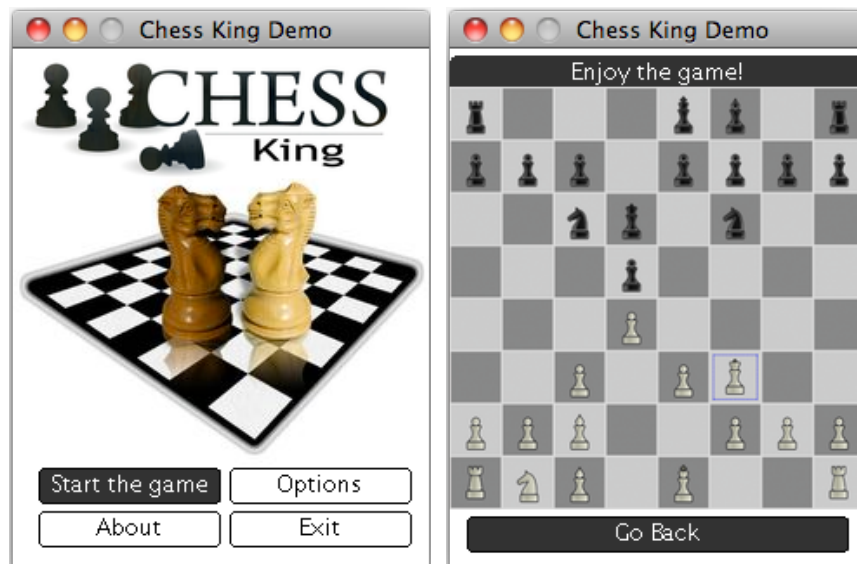 Chess King Demo
CHESS
King
Start the game
Options
About
Exit
Chess King Demo
Enjoy the game!
Go Back